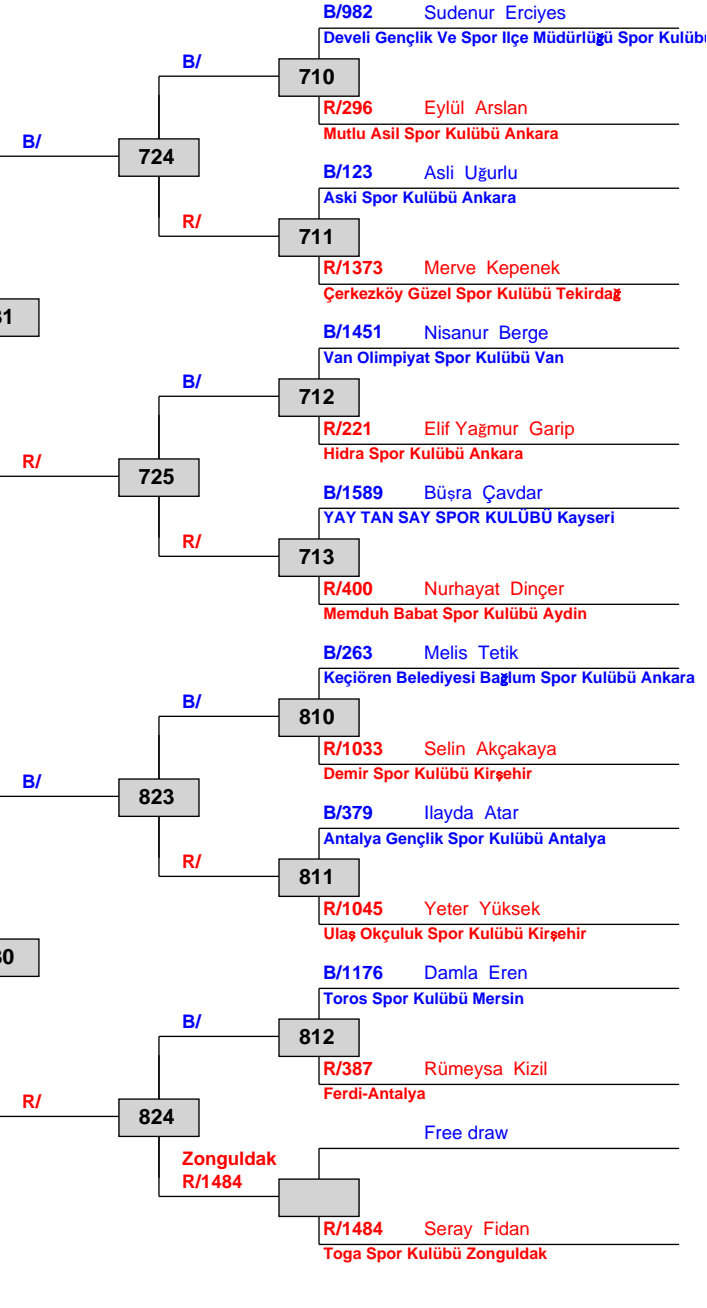 B/982 Sudenur Erciyes
Develi Gençlik Ve Spor Ilçe Müdürlüğü Spor Kulübü
B/
710
R/296 Eylül Arslan
Mutlu Asil Spor Kulübü Ankara
B/
724
B/123 Asli Uğurlu
Aski Spor Kulübü Ankara
R/
711
R/1373 Merve Kepenek
Çerkezköy Güzel Spor Kulübü Tekirdağ
B/1451 Nisanur Berge
Van Olimpiyat Spor Kulübü Van
B/
712
R/221 Elif Yağmur Garip
Hidra Spor Kulübü Ankara
R/
725
B/1589 Büşra Çavdar
YAY TAN SAY SPOR KULÜBÜ Kayseri
R/
713
R/400 Nurhayat Dinçer
Memduh Babat Spor Kulübü Aydin
B/263 Melis Tetik
Keçiören Belediyesi Bağlum Spor Kulübü Ankara
B/
810
R/1033 Selin Akçakaya
Demir Spor Kulübü Kirşehir
B/
823
B/379 Ilayda Atar
Antalya Gençlik Spor Kulübü Antalya
R/
811
R/1045 Yeter Yüksek
Ulaş Okçuluk Spor Kulübü Kirşehir
B/1176 Damla Eren
Toros Spor Kulübü Mersin
B/
812
R/387 Rümeysa Kizil
Ferdi-Antalya
R/
824
Free draw
Zonguldak
R/1484
R/1484 Seray Fidan
Toga Spor Kulübü Zonguldak